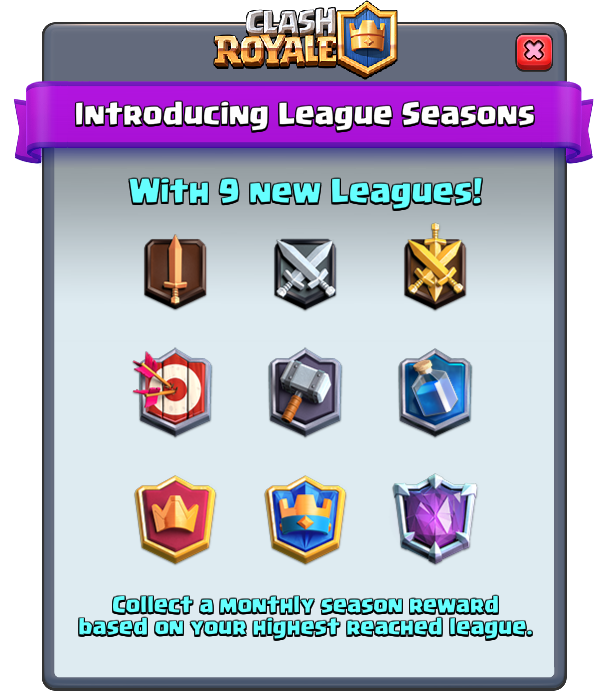 CLASH
ROYALE
Introducing League Seasons
With 9 new Leagues!
Collect a monthly season reward
based on your highest reached league.